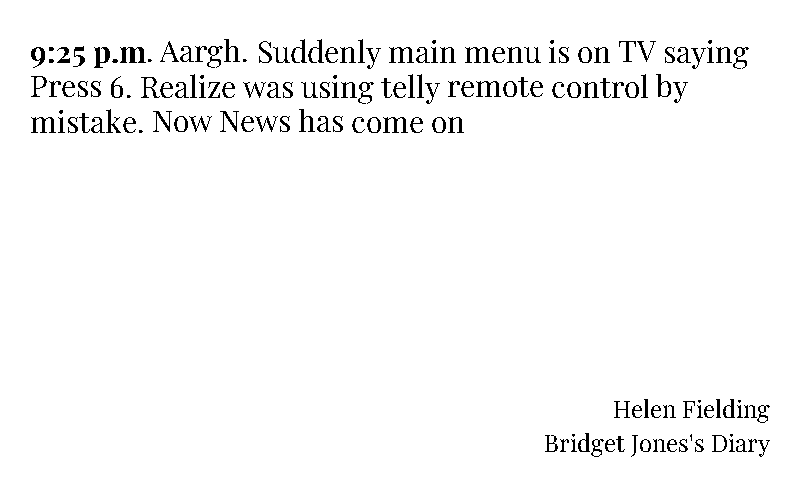 9:25 p.m. Aargh. Suddenly main menu is on TV saying
Press 6. Realize was using telly remote control by
mistake. Now News has come on
Helen Fielding
Bridget Jones's Diary